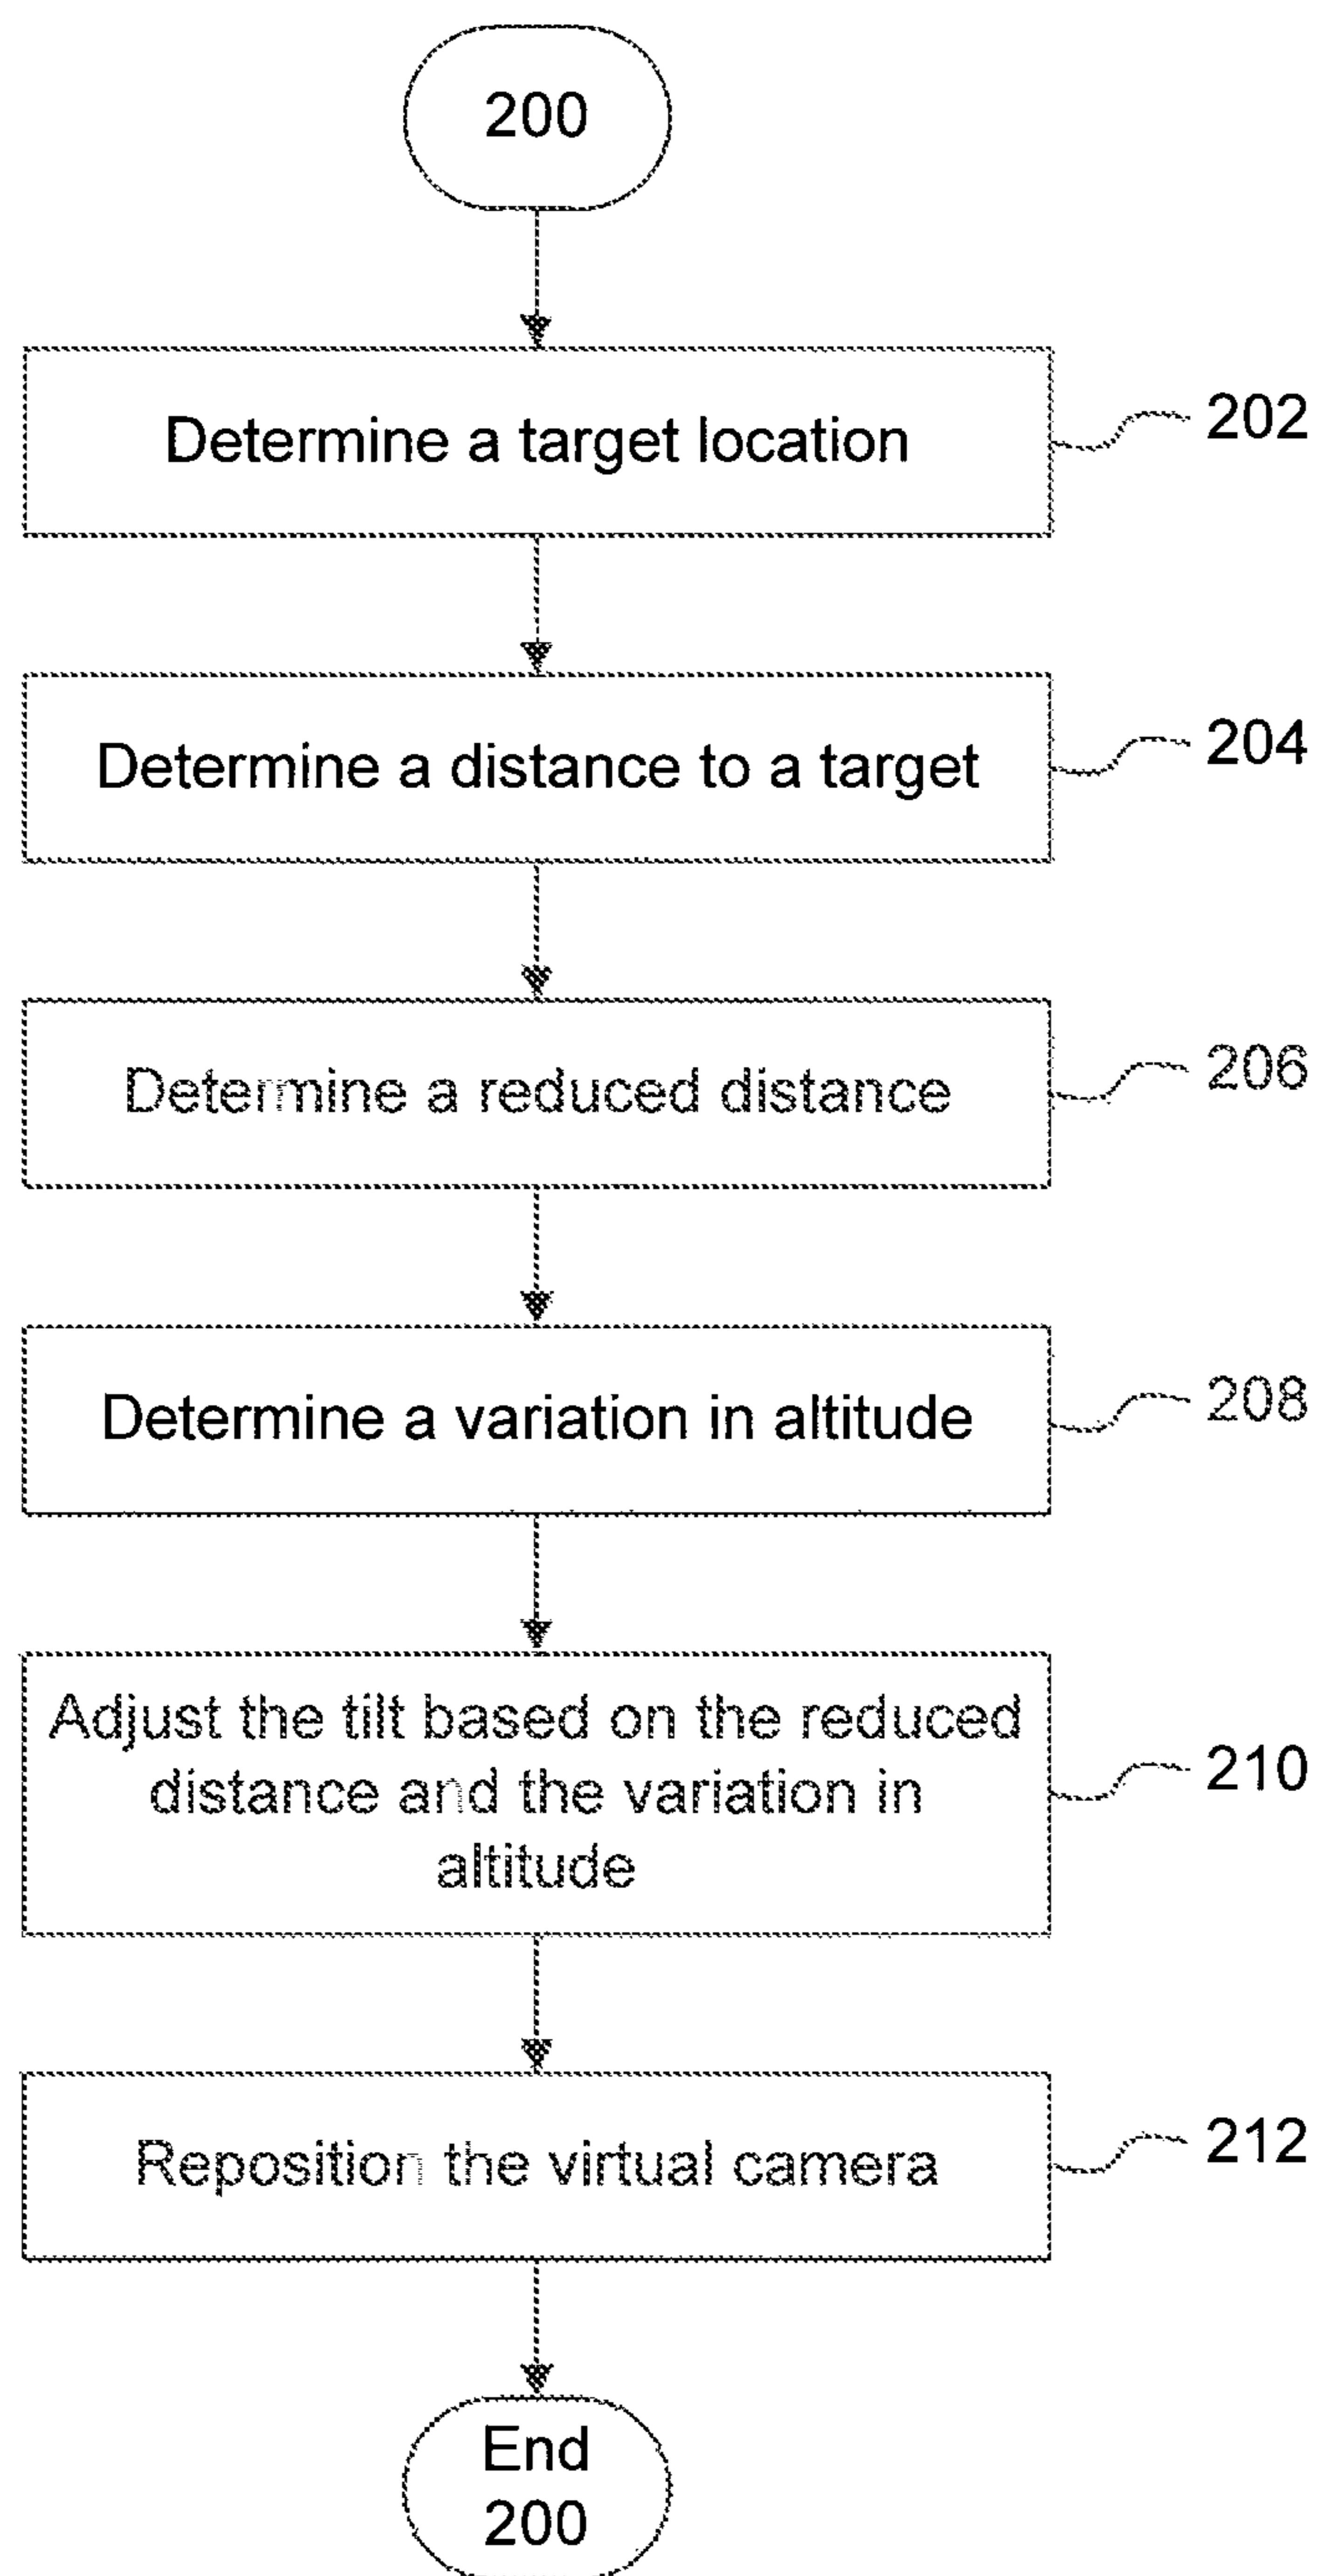 200
Determine a target location
202
Determine a distance to a target
204
Determine a reduced distance
206
Determine a variation in altitude
208
Adjust the tilt based on the reduced
distance and the variation in
altitude
210
Reposition the virtual camera
212
End
200